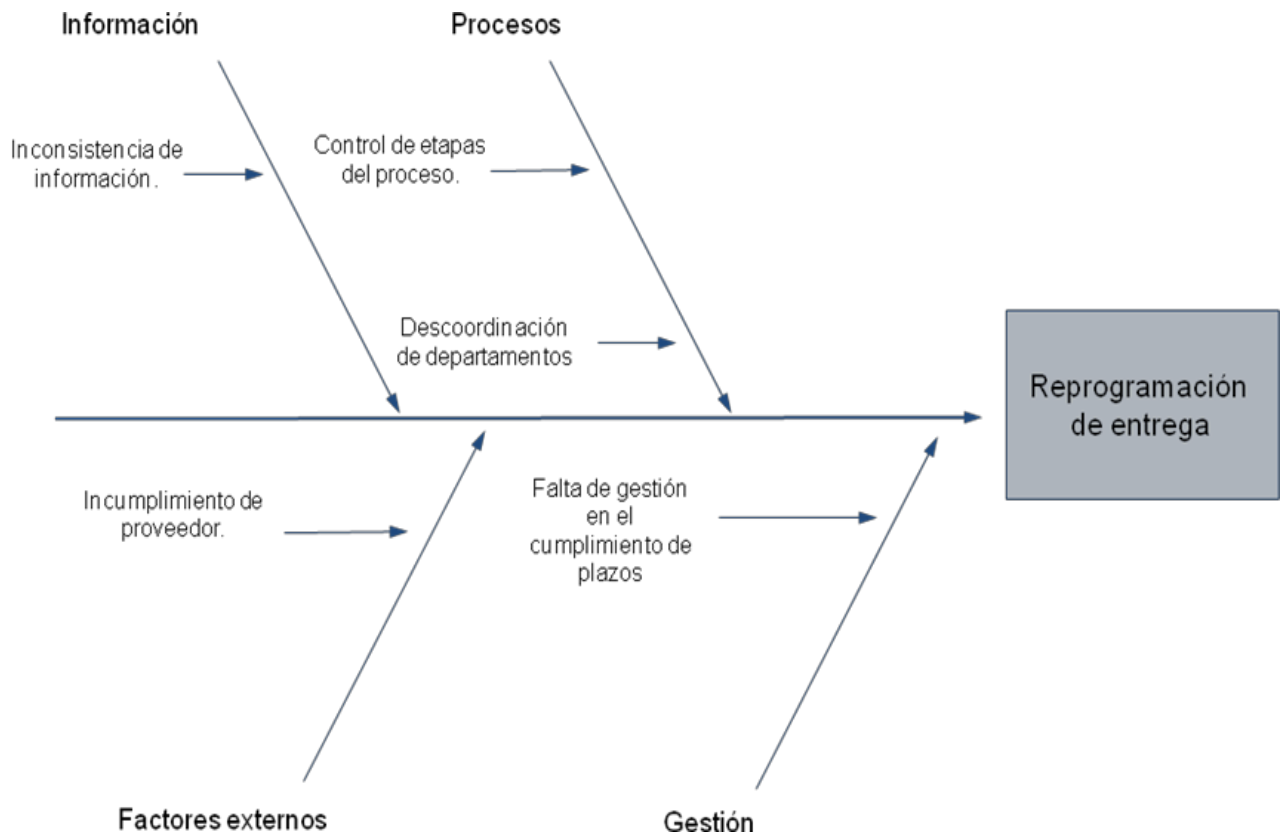 Información
Procesos
Inconsistencia de
información.
Control de etapas
del proceso.
Descoordinación
de departamentos
Reprogramación
de entrega
Incumplimiento de
proveedor.
Falta de gestión
en el
cumplimiento de
plazos
Factores externos
Gestión